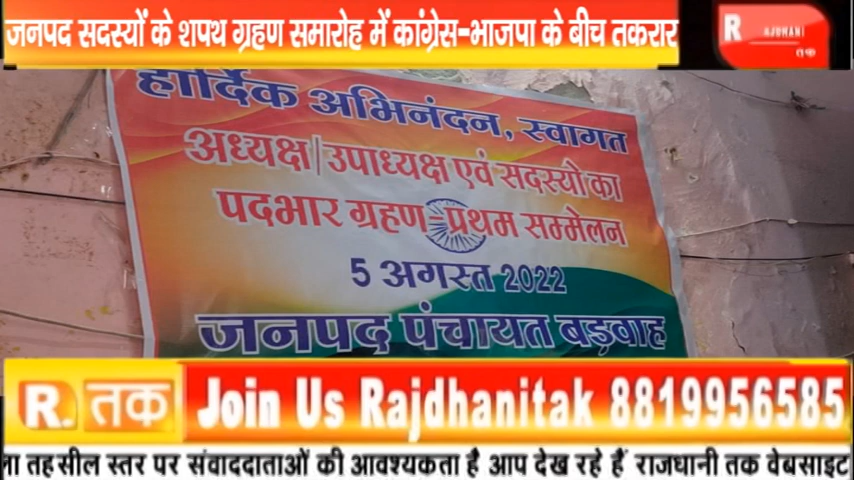 जनपद सदस्यों के शपथ ग्रहण समारोह में कांग्रेस-भाजपा के बीच तकरार
R.
तक
हार्दिक अभिनंदन, स्वागत
अध्यक्ष|उपाध्यक्ष एवं सदस्यो का
पदभार ग्रहण-प्रथम सम्मेलन
5 अगस्त 2022
जनपद पंचायत बड़वाह
R. तक
Join Us Rajdhanitak 8819956585
तहसील स्तर पर संवाददाताओं की आवश्यकता है आप देख रहे हैं राजधानी तक वेबसाइट